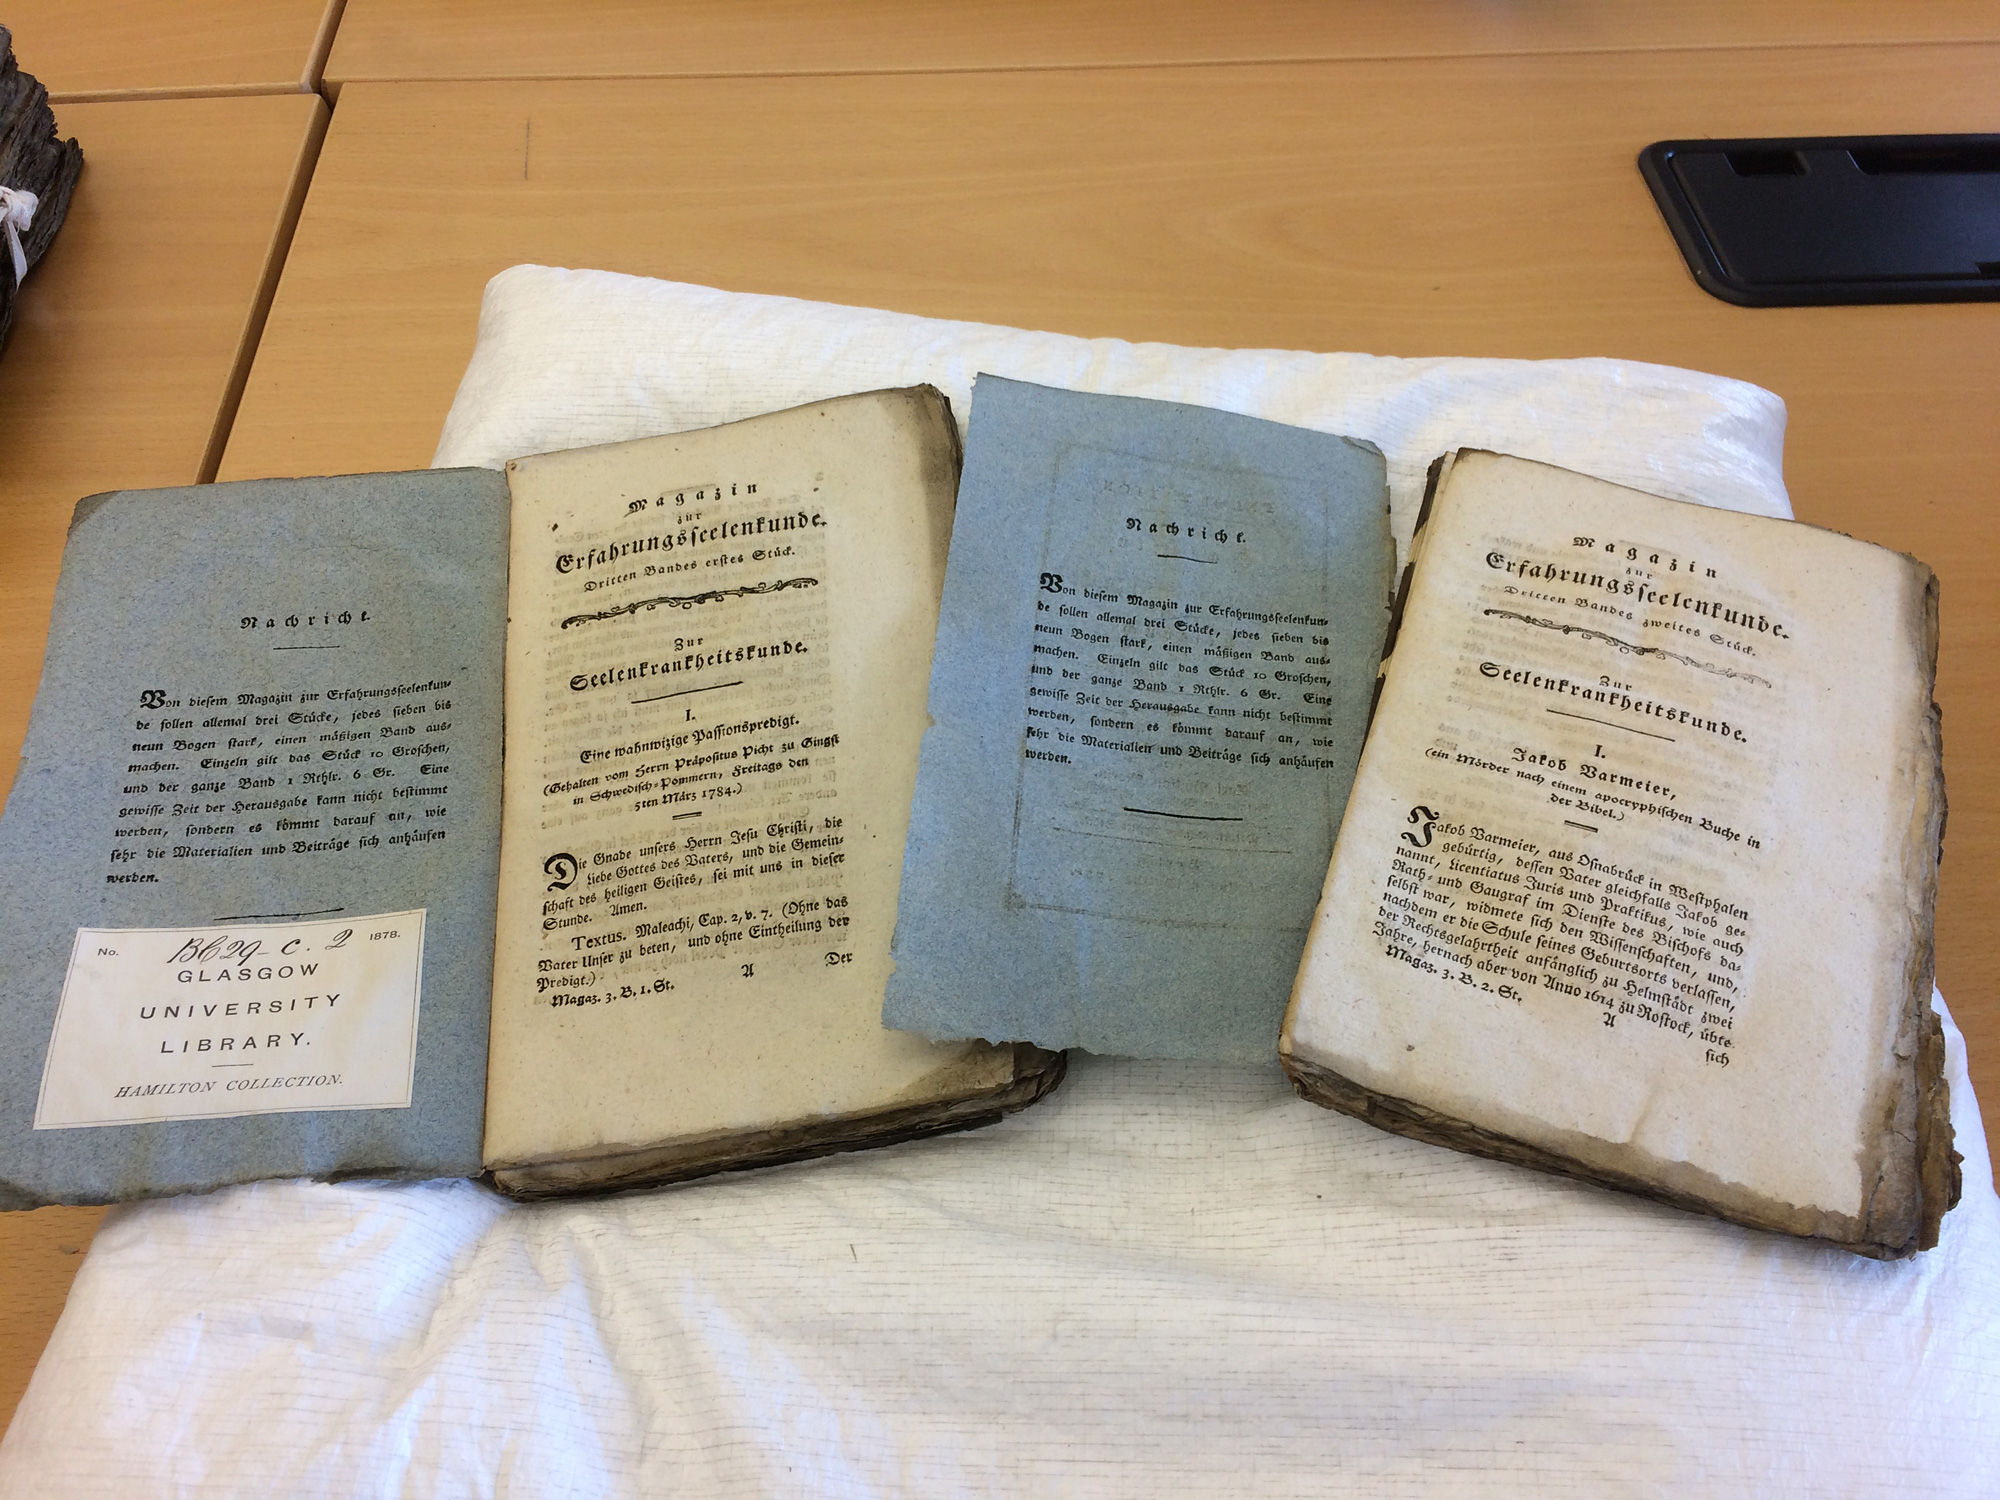 Nachricht.
Von diesem Magazin zur Erfahrungsseelenkun-
de sollen allemal drei Stücke, jedes sieben bis
neun Bogen stark, einen mäßigen Band aus-
machen. Einzeln gilt das Stück 10 Groschen,
und der ganze Band 1 Rthlr. 6 Gr. Eine
gewisse Zeit der Herausgabe kann nicht bestimmt
werden, sondern es kömmt darauf an, wie
sehr die Materialien und Beiträge sich anhäufen
werden.
No. BC29-C.2 1878.
GLASGOW
UNIVERSITY
LIBRARY.
HAMILTON COLLECTION.
Magazin
zur
Erfahrungsseelenkunde.
Dritten Bandes erstes Stück.
Zur
Seelenkrankheitskunde.
I.
Eine wahnwizige Passionspredigt.
(Gehalten vom Herrn Präpositus Picht zu Gingst
in Schwedisch-Pommern, Freitags den
5ten März 1784.)
Die Gnade unsers Herrn Jesu Christi, die
Liebe Gottes des Vaters, und die Gemein-
schaft des heiligen Geistes, sei mit uns in dieser
Stunde. Amen.
Textus. Maleachi, Cap. 2, v. 7. (Ohne das
Vater Unser zu beten, und ohne Eintheilung der
Predigt.)
Magaz. 3. B. 1. St. A Der
Nachricht.
Von diesem Magazin zur Erfahrungsseelenkun-
de sollen allemal drei Stücke, jedes sieben bis
neun Bogen stark, einen mäßigen Band aus-
machen. Einzeln gilt das Stück 10 Groschen,
und der ganze Band 1 Rthlr. 6 Gr. Eine
gewisse Zeit der Herausgabe kann nicht bestimmt
werden, sondern es kömmt darauf an, wie
sehr die Materialien und Beiträge sich anhäufen
werden.
Magazin
zur
Erfahrungsseelenkunde.
Dritten Bandes zweites Stück.
Zur
Seelenkrankheitskunde.
I.
Jakob Varmeier,
(ein Mörder nach einem apocryphischen Buche in
der Bibel.)
Jakob Varmeier, aus Osnabrück in Westphalen
gebürtig, dessen Vater gleichfalls Jakob ge-
nannt, Licentiatus Juris und Praktikus, wie auch
Rath- und Gaugraf im Dienste des Bischofs da-
selbst war, widmete sich den Wissenschaften, und,
nachdem er die Schule seines Geburtsorts verlassen,
der Rechtsgelahrtheit anfänglich zu Helmstädt zwei
Jahre, hernach aber von Anno 1614 zu Rostock, übte
Magaz. 3. B. 2. St. A sich